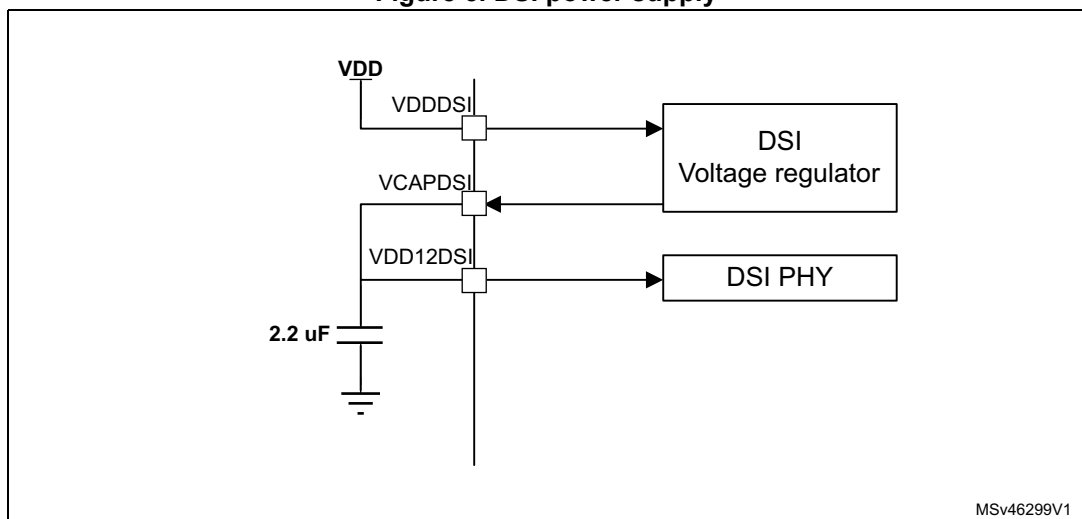 VDD
VDDDSI
DSI
Voltage regulator
VCAPDSI
VDD12DSI
DSI PHY
2.2 uF
MSv46299V1